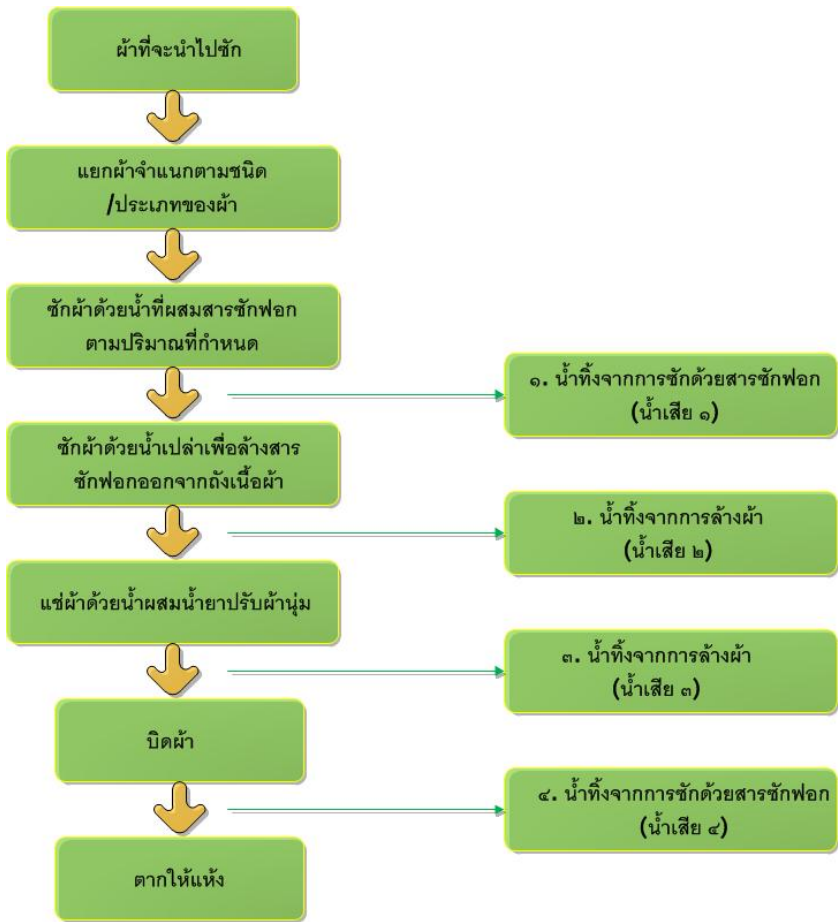 ผ้าที่จะนำไปซัก
แยกผ้าจำแนกตามชนิด
/ประเภทของผ้า
ซักผ้าด้วยน้ำที่ผสมสารซักฟอก
ตามปริมาณที่กำหนด
๑. น้ำทิ้งจากการซักด้วยสารซักฟอก
(น้ำเสีย ๑)
ซักผ้าด้วยน้ำเปล่าเพื่อล้างสาร
ซักฟอกออกจากถังเนื้อผ้า
๒. น้ำทิ้งจากการล้างผ้า
(น้ำเสีย ๒)
แช่ผ้าด้วยน้ำผสมน้ำยาปรับผ้านุ่ม
๓. น้ำทิ้งจากการล้างผ้า
(น้ำเสีย ๓)
บิดผ้า
๔. น้ำทิ้งจากการซักด้วยสารซักฟอก
(น้ำเสีย ๔)
ตากให้แห้ง